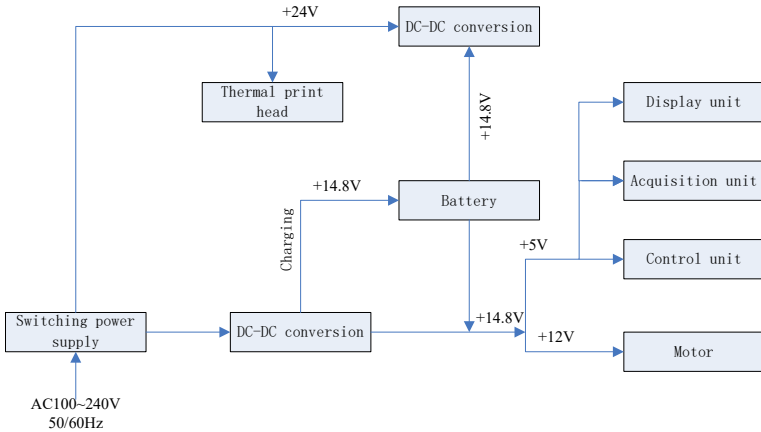 +24V
DC-DC conversion
Thermal print
head
+14.8V
Display unit
+14.8V
Battery
Acquisition unit
Charging
+5V
Control unit
Switching power
supply
DC-DC conversion
+14.8V
+12V
Motor
AC100~240V
50/60Hz